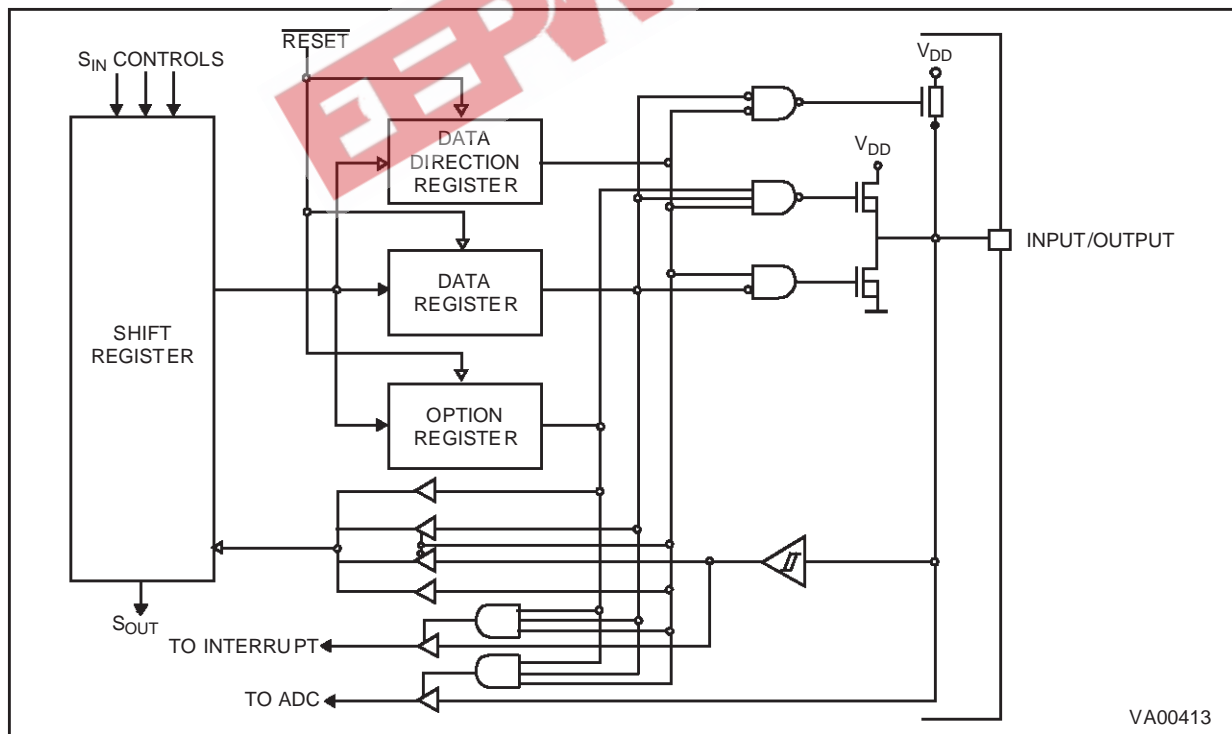 RESET
S_IN CONTROLS
V_DD
DATA
DIRECTION
REGISTER
V_DD
INPUT/OUTPUT
DATA
REGISTER
SHIFT
REGISTER
OPTION
REGISTER
S_OUT
TO INTERRUPT
TO ADC
VA00413